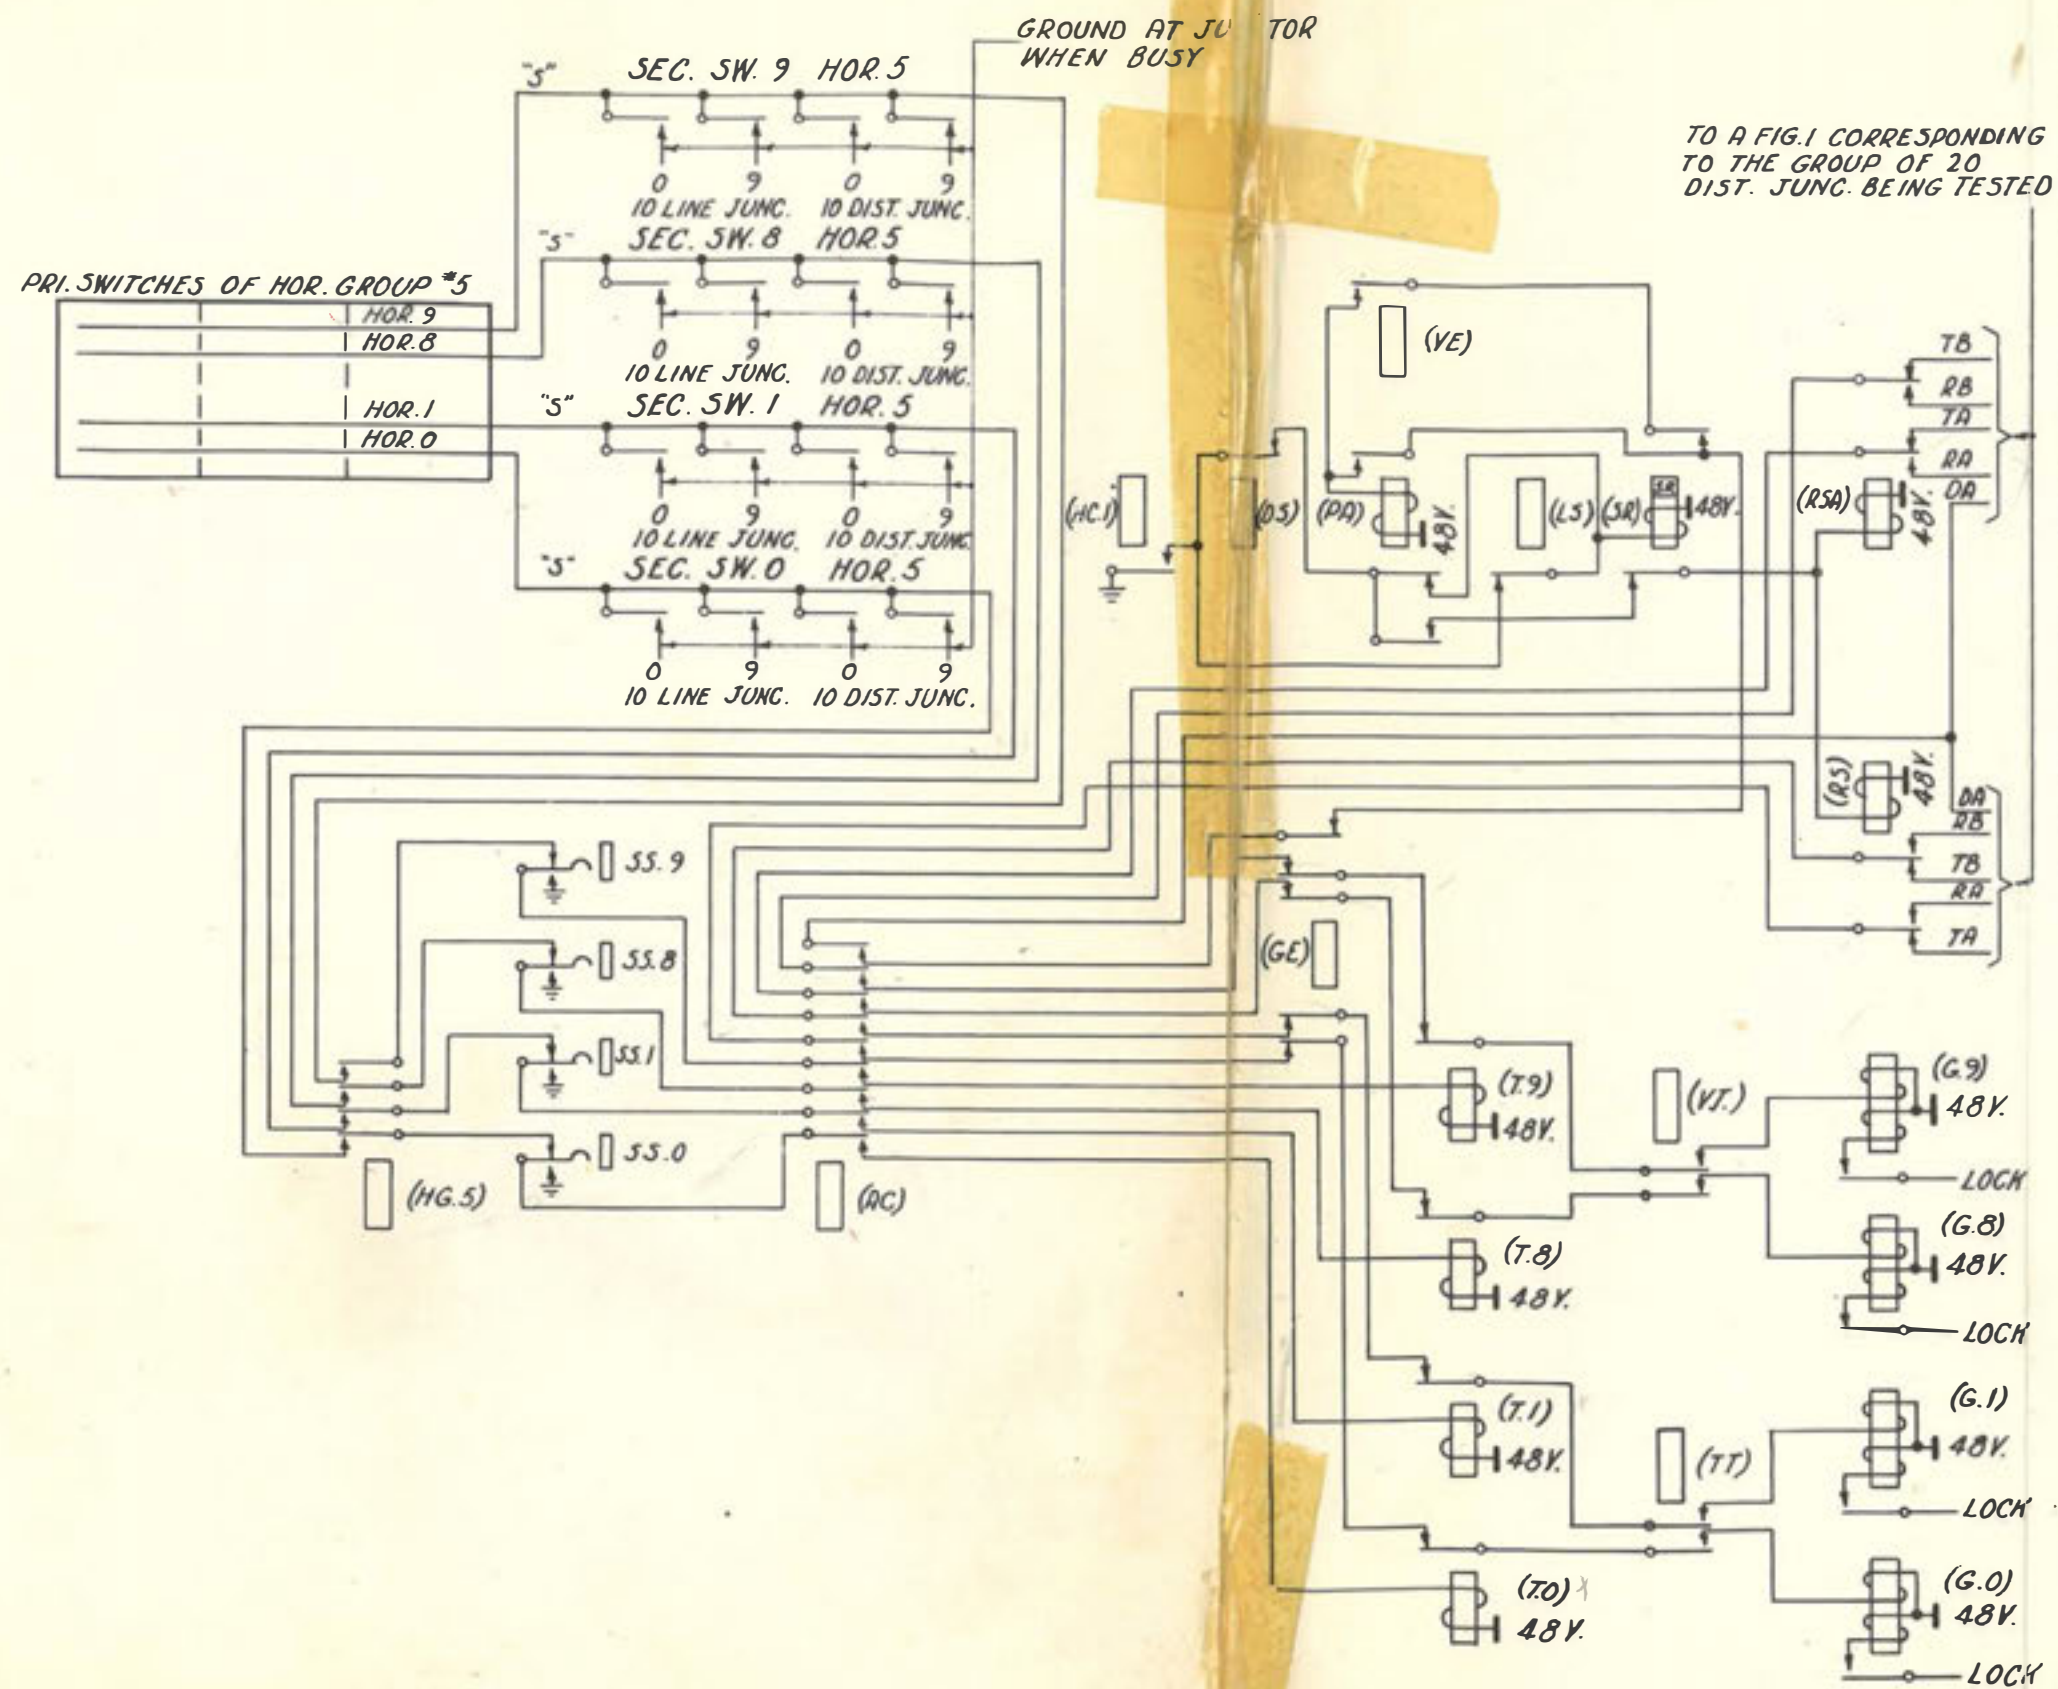 GROUND AT JU TOR
WHEN BUSY
"S" SEC. SW. 9 HOR. 5
0 9 0 9
10 LINE JUNC. 10 DIST. JUNC.
"S" SEC. SW. 8 HOR. 5
0 9 0 9
10 LINE JUNC. 10 DIST. JUNC.
"S" SEC. SW. 1 HOR. 5
0 9 0 9
10 LINE JUNC. 10 DIST. JUNC.
"S" SEC. SW. 0 HOR. 5
0 9 0 9
10 LINE JUNC. 10 DIST. JUNC.
PRI. SWITCHES OF HOR. GROUP #5
HOR. 9
HOR. 8
HOR. 1
HOR. 0
TO A FIG. 1 CORRESPONDING
TO THE GROUP OF 20
DIST. JUNC. BEING TESTED
(VE)
(HC.1)
(DS)
(PA)
48V.
(LS)
(SR)
SR
48V.
(RSA)
48V.
TB
RB
TA
RA
DA
(RS)
48V.
DA
RB
TB
RA
TA
SS.9
SS.8
SS.1
SS.0
(HG.5)
(AC)
(GE)
(T.9)
48V.
(T.8)
48V.
(T.1)
48V.
(T.0)
48V.
(VT.)
(TT)
(G.9)
48V.
LOCK
(G.8)
48V.
LOCK
(G.1)
48V.
LOCK
(G.0)
48V.
LOCK